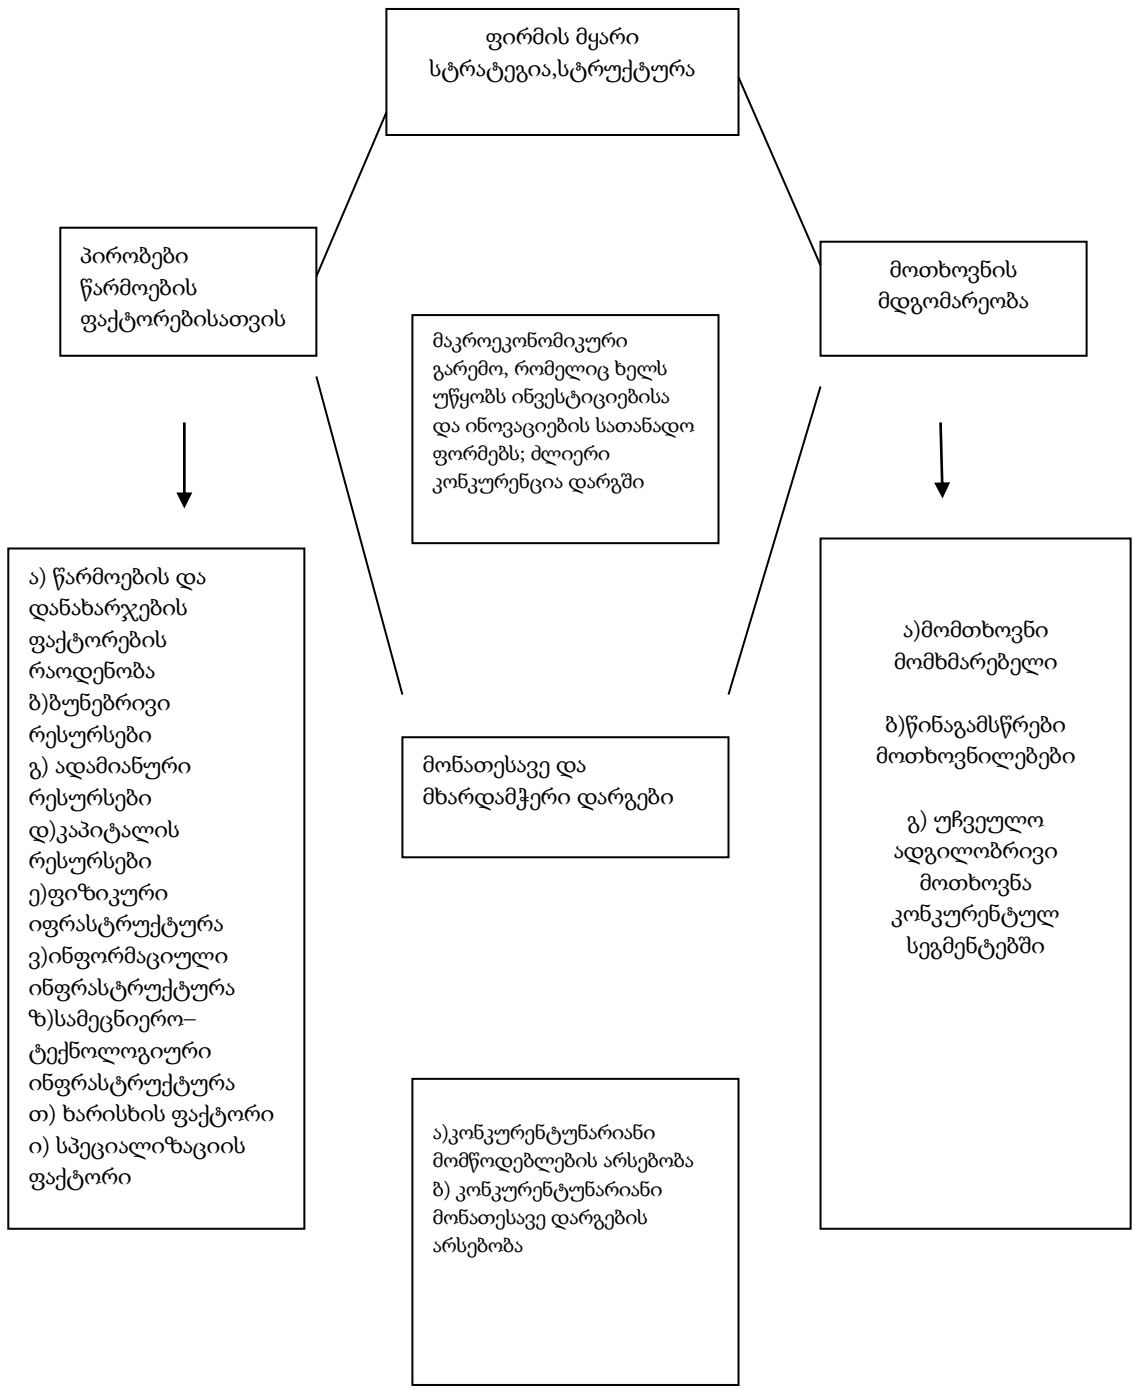 ფირმის მყარი
სტრატეგია,სტრუქტურა
პირობები
წარმოების
ფაქტორებისათვის
მოთხოვნის
მდგომარეობა
მაკროეკონომიკური
გარემო, რომელიც ხელს
უწყობს ინვესტიციებისა
და ინოვაციების სათანადო
ფორმებს; ძლიერი
კონკურენცია დარგში
ა) წარმოების და
დანახარჯების
ფაქტორების
რაოდენობა
ბ)ბუნებრივი
რესურსები
გ) ადამიანური
რესურსები
დ)კაპიტალის
რესურსები
ე)ფიზიკური
იფრასტრუქტურა
ვ)ინფორმაციული
ინფრასტრუქტურა
ზ)სამეცნიერო–
ტექნოლოგიური
ინფრასტრუქტურა
თ) ხარისხის ფაქტორი
ი) სპეციალიზაციის
ფაქტორი
ა)მომთხოვნი
მომხმარებელი
ბ)წინაგამსწრები
მოთხოვნილებები
გ) უჩვეულო
ადგილობრივი
მოთხოვნა
კონკურენტულ
სეგმენტებში
მონათესავე და
მხარდამჭერი დარგები
ა)კონკურენტუნარიანი
მომწოდებლების არსებობა
ბ) კონკურენტუნარიანი
მონათესავე დარგების
არსებობა